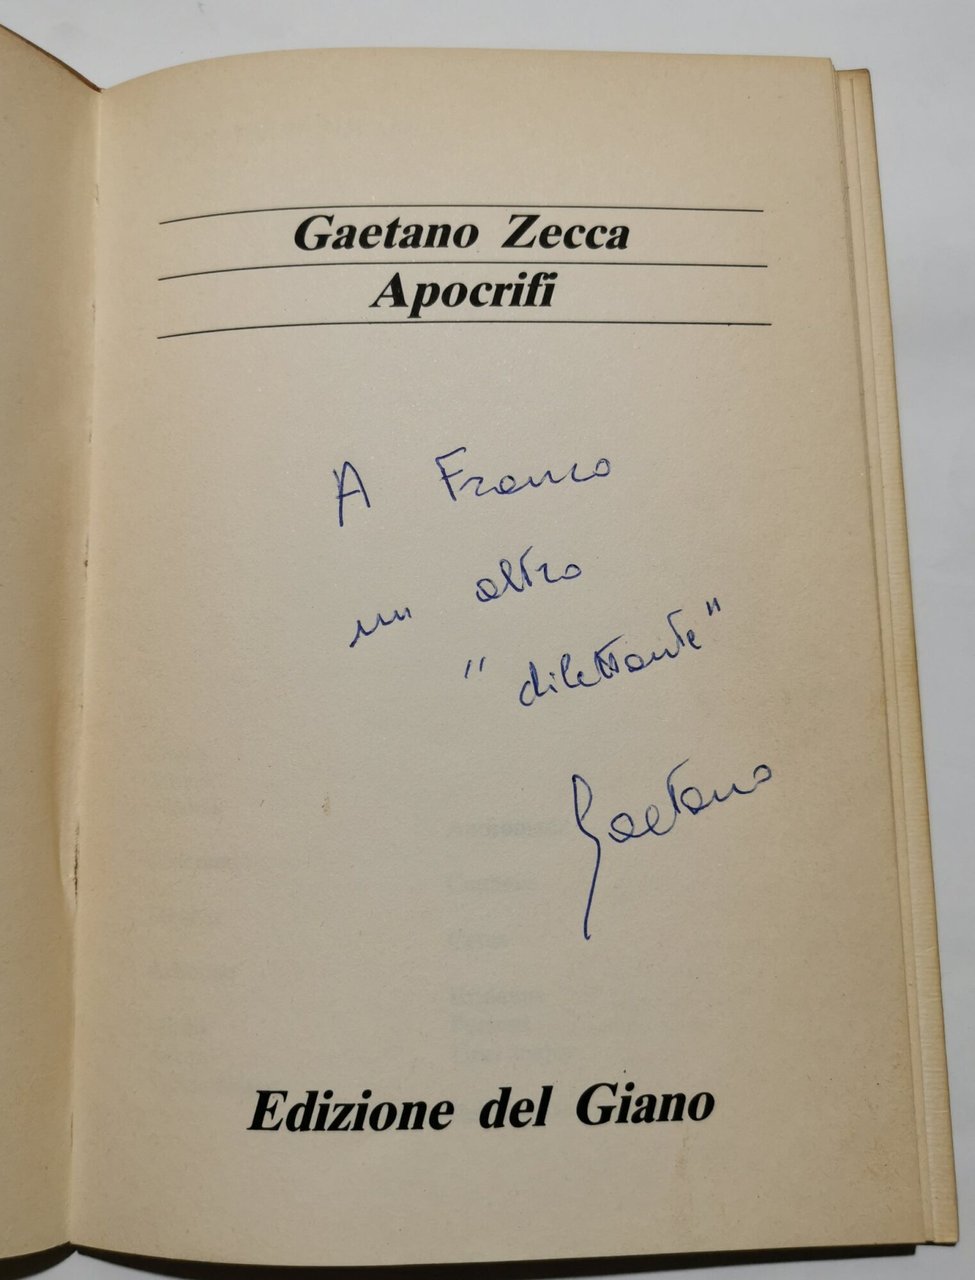 Gaetano Zecca
Apocrifi
A Franco
un altro
"dilettante"
Gaetano
Edizione del Giano